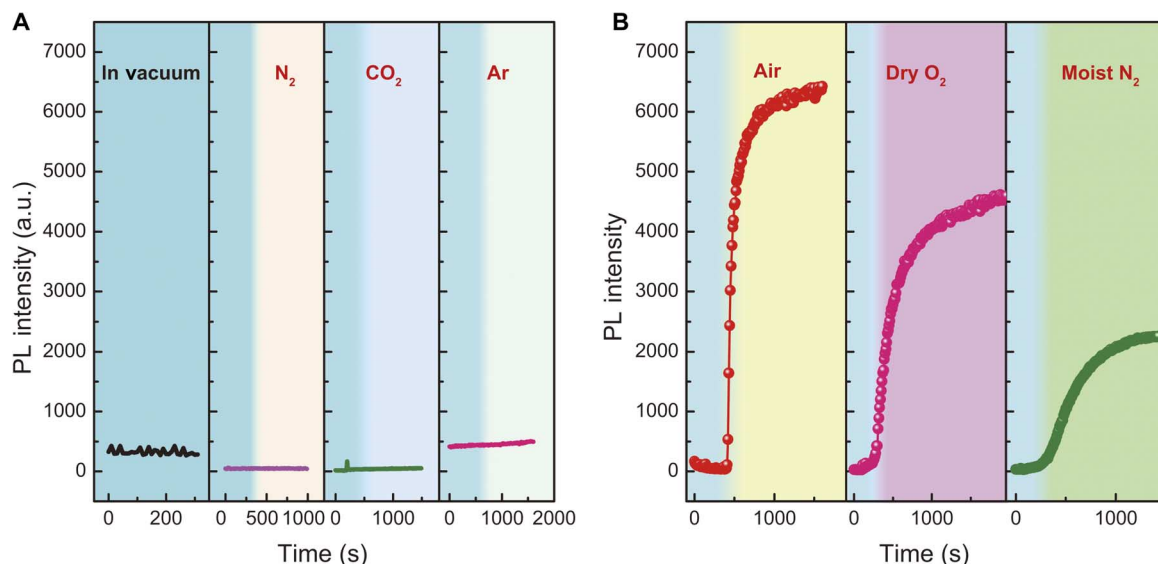 A
PL intensity (a.u.)
7000
6000
5000
4000
3000
2000
1000
0
In vacuum
N₂
CO₂
Ar
0 200 0 500 1000 0 1000 0 1000 2000
Time (s)
B
PL intensity
7000
6000
5000
4000
3000
2000
1000
0
Air
Dry O₂
Moist N₂
0 1000 0 1000 0 1000
Time (s)